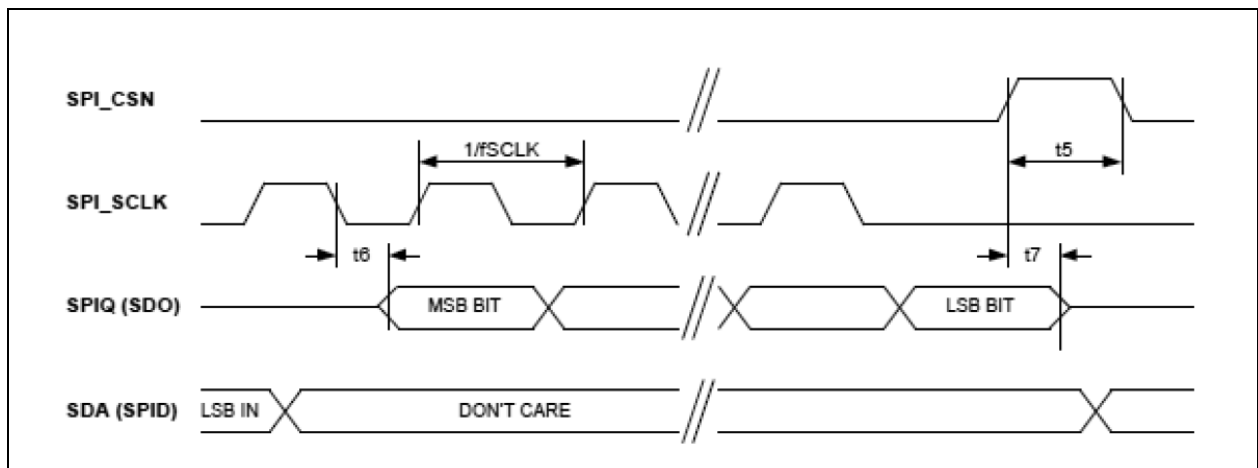 SPI_CSN
t5
1/fSCLK
SPI_SCLK
t6
t7
SPIQ (SDO)
MSB BIT
LSB BIT
SDA (SPID)
LSB IN
DON'T CARE